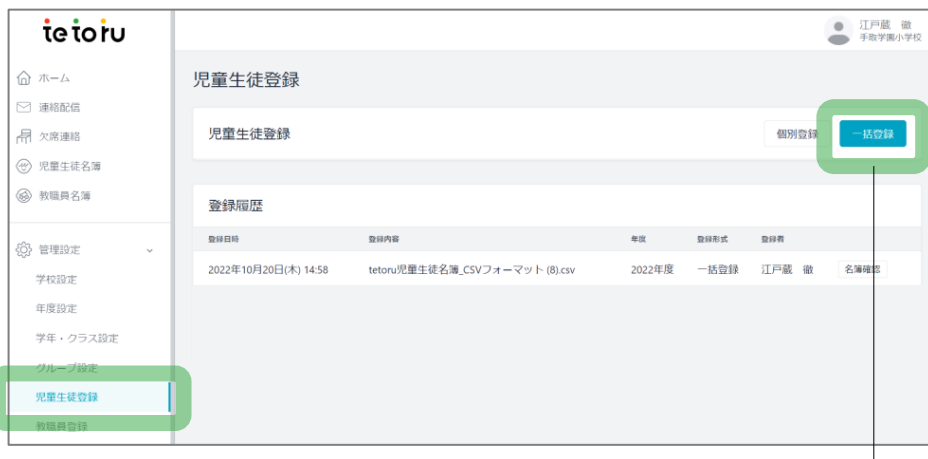 tetoru
江戸蔵 徹
手取学園小学校
ホーム
連絡配信
欠席連絡
児童生徒名簿
教職員名簿
管理設定
学校設定
年度設定
学年・クラス設定
グループ設定
児童生徒登録
教職員登録
児童生徒登録
児童生徒登録
個別登録
一括登録
登録履歴
登録日時 登録内容 年度 登録形式 登録者
2022年10月20日(木) 14:58 tetoru児童生徒名簿_CSVフォーマット (8).csv 2022年度 一括登録 江戸蔵 徹 名簿確認